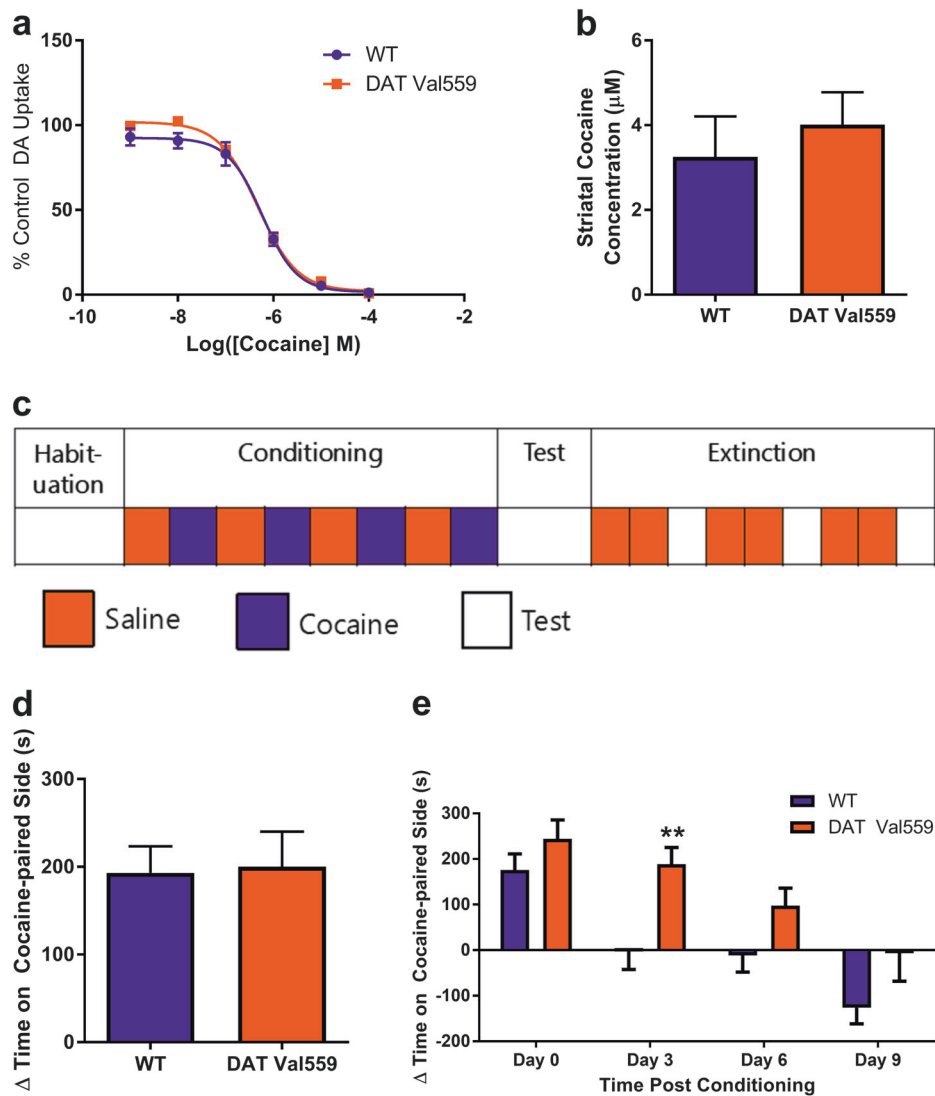 a
150
100
50
0
% Control DA Uptake
WT
DAT Val559
-10
-8
-6
-4
-2
Log([Cocaine] M)
b
6
4
2
0
Striatal Cocaine
Concentration (μM)
WT
DAT Val559
c
Habit-
uation
Conditioning
Test
Extinction
Saline
Cocaine
Test
d
Δ Time on Cocaine-paired Side (s)
300
200
100
0
WT
DAT Val559
e
Δ Time on Cocaine-paired Side (s)
300
200
100
0
-100
-200
WT
DAT Val559
**
Day 0
Day 3
Day 6
Day 9
Time Post Conditioning